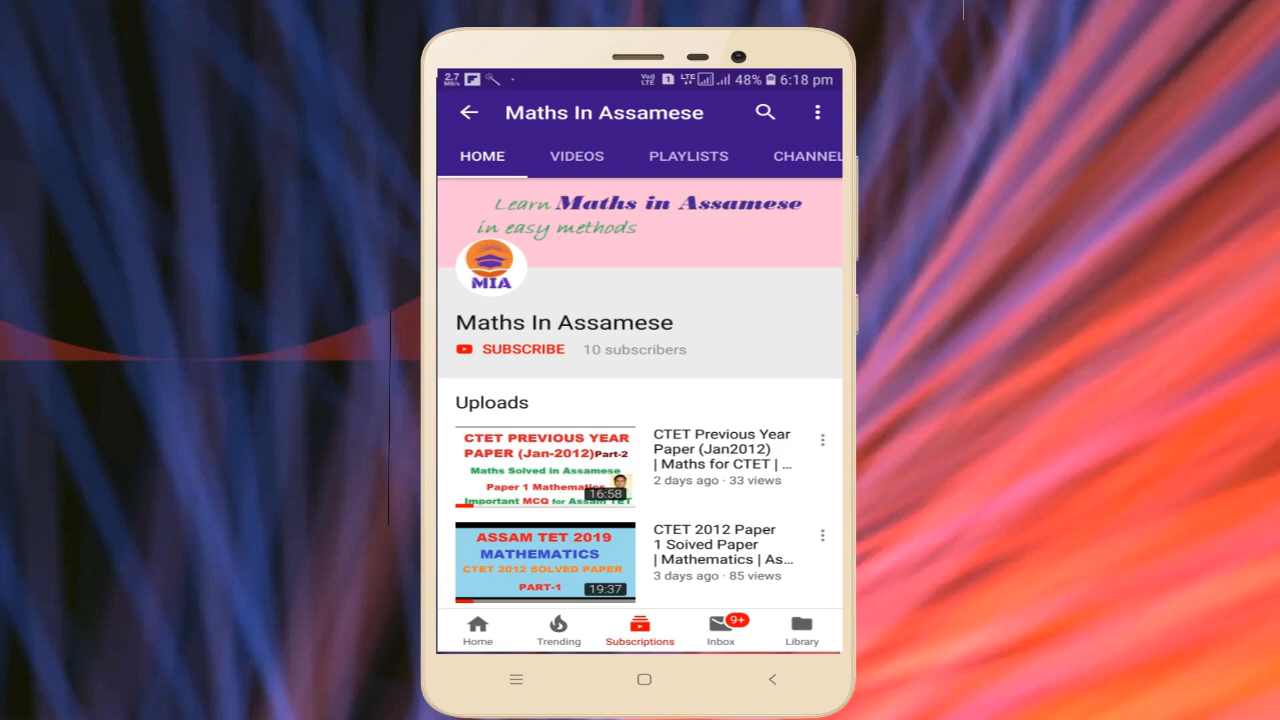 2.7
MB/s
Vo))
LTE
1
LTE
48%
6:18 pm
Maths In Assamese
HOME
VIDEOS
PLAYLISTS
CHANNEL
Learn Maths in Assamese
in easy methods
MIA
Maths In Assamese
SUBSCRIBE
10 subscribers
Uploads
CTET PREVIOUS YEAR
PAPER (Jan-2012)Part-2
Maths Solved in Assamese
Paper 1 Mathematics
16:58
Important MCQ for Assam TET
CTET Previous Year
Paper (Jan2012)
| Maths for CTET | ...
2 days ago · 33 views
ASSAM TET 2019
MATHEMATICS
CTET 2012 SOLVED PAPER
PART-1
19:37
CTET 2012 Paper
1 Soived Paper
| Mathematics | As...
3 days ago · 85 views
Home
Trending
Subscriptions
9+
Inbox
Library